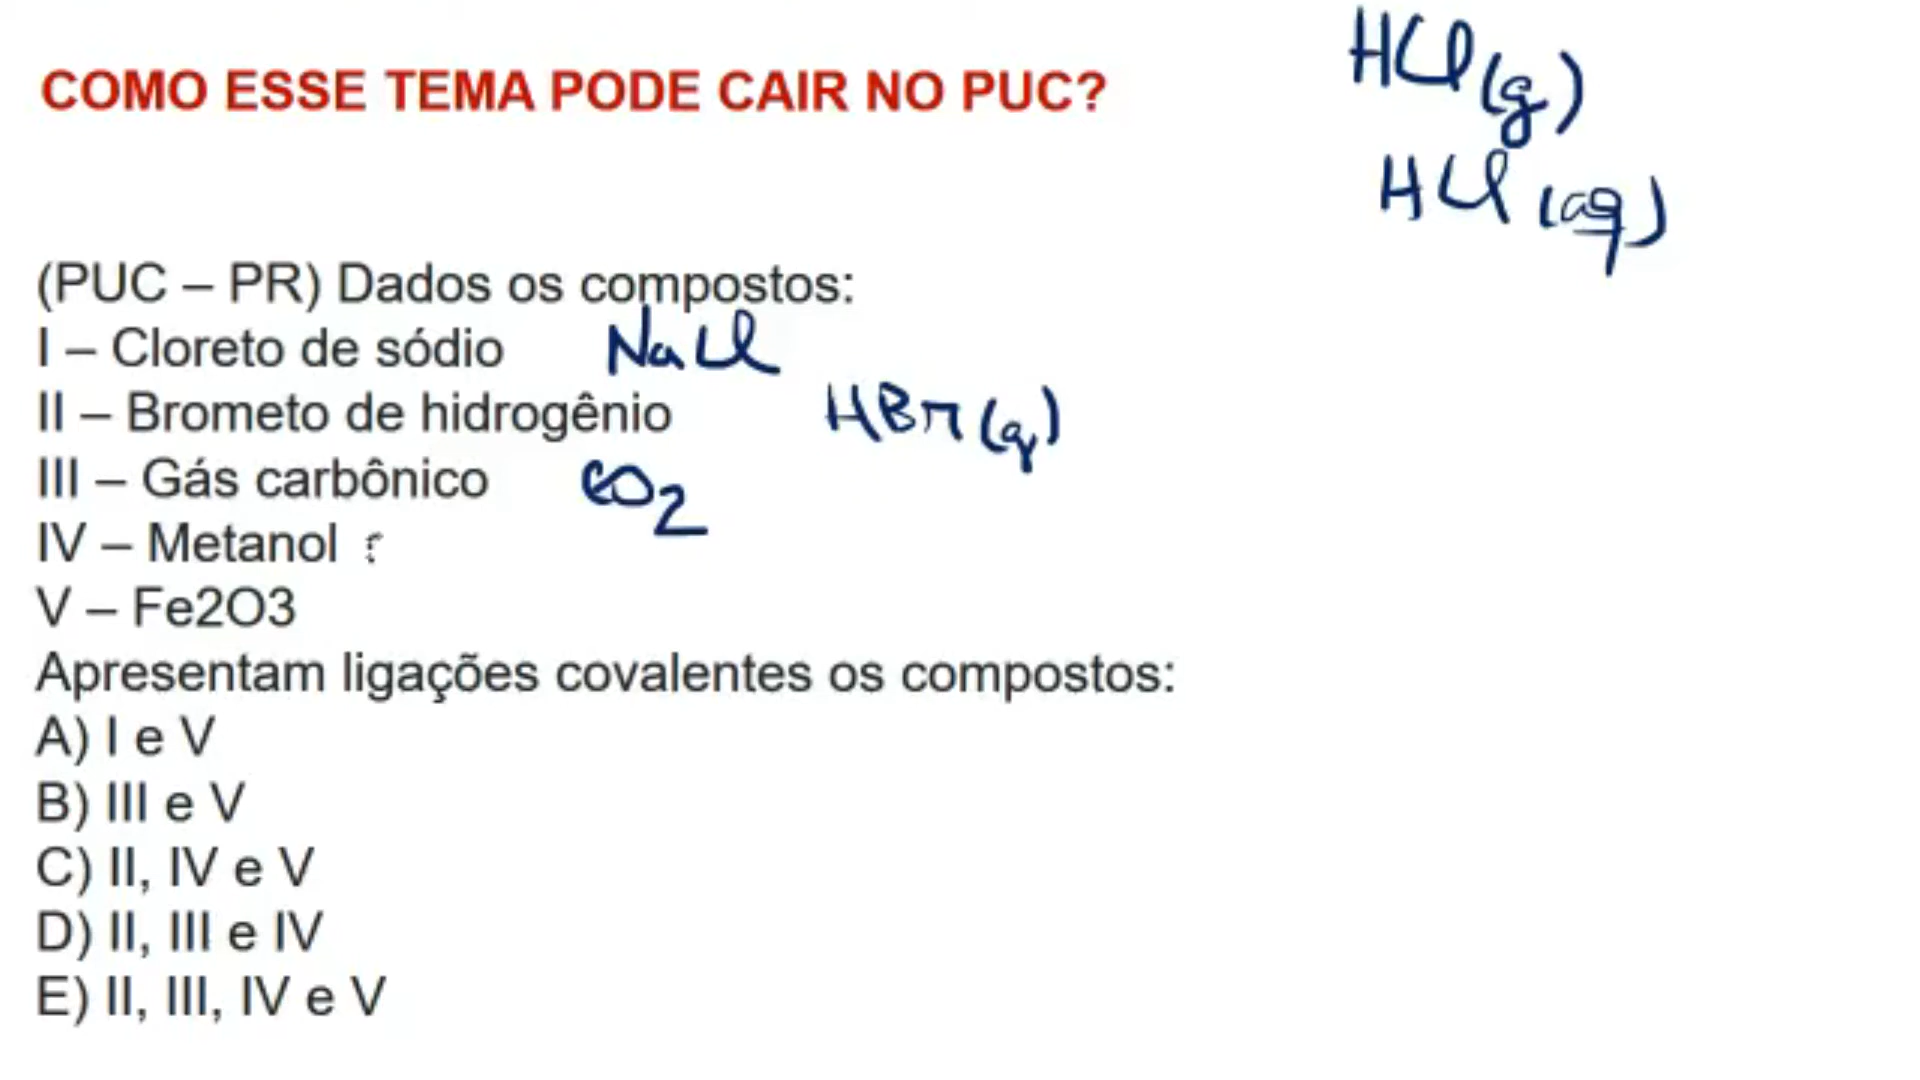 COMO ESSE TEMA PODE CAIR NO PUC?
HCl(g)
HCl(aq)
(PUC – PR) Dados os compostos:
I – Cloreto de sódio NaCl
II – Brometo de hidrogênio HBr(g)
III – Gás carbônico CO2
IV – Metanol
V – Fe2O3
Apresentam ligações covalentes os compostos:
A) I e V
B) III e V
C) II, IV e V
D) II, III e IV
E) II, III, IV e V